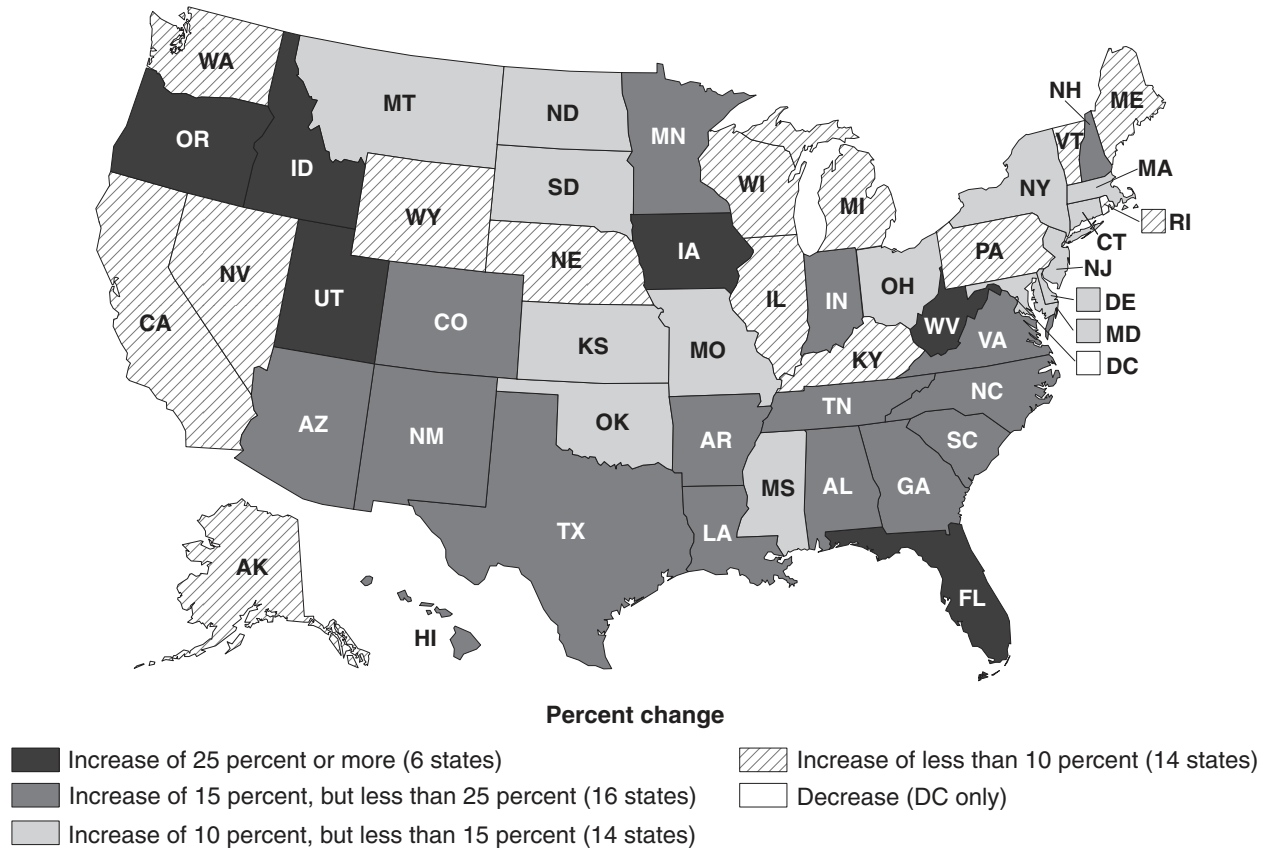 WA
MT
ND
MN
OR
ID
SD
WI
MI
NH
ME
VT
MA
NY
RI
WY
NE
IA
PA
CT
NJ
NV
UT
CO
IL
IN
OH
DE
CA
KS
MO
WV
VA
MD
KY
DC
AZ
NM
OK
AR
TN
NC
SC
MS
AL
GA
TX
LA
AK
HI
FL
Percent change
Increase of 25 percent or more (6 states)
Increase of 15 percent, but less than 25 percent (16 states)
Increase of 10 percent, but less than 15 percent (14 states)
Increase of less than 10 percent (14 states)
Decrease (DC only)